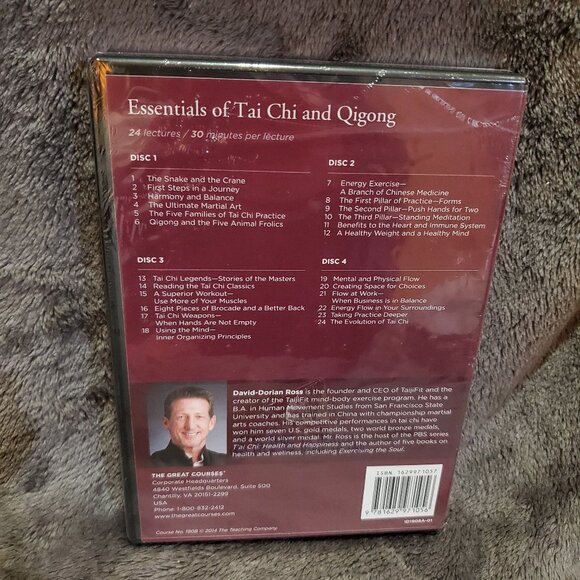 Essentials of Tai Chi and Qigong
24 lectures / 30 minutes per lecture
DISC 1
1 The Snake and the Crane
2 First Steps in a Journey
3 Harmony and Balance
4 The Ultimate Martial Art
5 The Five Families of Tai Chi Practice
6 Qigong and the Five Animal Frolics
DISC 2
7 Energy Exercise—
A Branch of Chinese Medicine
8 The First Pillar of Practice—Forms
9 The Second Pillar—Push Hands for Two
10 The Third Pillar—Standing Meditation
11 Benefits to the Heart and Immune System
12 A Healthy Weight and a Healthy Mind
DISC 3
13 Tai Chi Legends—Stories of the Masters
14 Reading the Tai Chi Classics
15 A Superior Workout—
Use More of Your Muscles
16 Eight Pieces of Brocade and a Better Back
17 Tai Chi Weapons—
When Hands Are Not Empty
18 Using the Mind—
Inner Organizing Principles
DISC 4
19 Mental and Physical Flow
20 Creating Space for Choices
21 Flow at Work—
When Business is in Balance
22 Energy Flow in Your Surroundings
23 Taking Practice Deeper
24 The Evolution of Tai Chi
David-Dorian Ross is the founder and CEO of TaijiFit and the
creator of the TaijiFit mind-body exercise program. He has a
B.A. in Human Movement Studies from San Francisco State
University and has trained in China with championship martial
arts coaches. His competitive performances in tai chi have
won him seven U.S. gold medals, two world bronze medals,
and a world silver medal. Mr. Ross is the host of the PBS series
Tai Chi: Health and Happiness and the author of five books on
health and wellness, including Exercising the Soul.
THE GREAT COURSES®
Corporate Headquarters
4840 Westfields Boulevard, Suite 500
Chantilly, VA 20151-2299
USA
Phone: 1-800-832-2412
www.thegreatcourses.com
Course No. 1908 © 2014 The Teaching Company
ISBN 1629971057
9 781629 971056
ID1908A-01